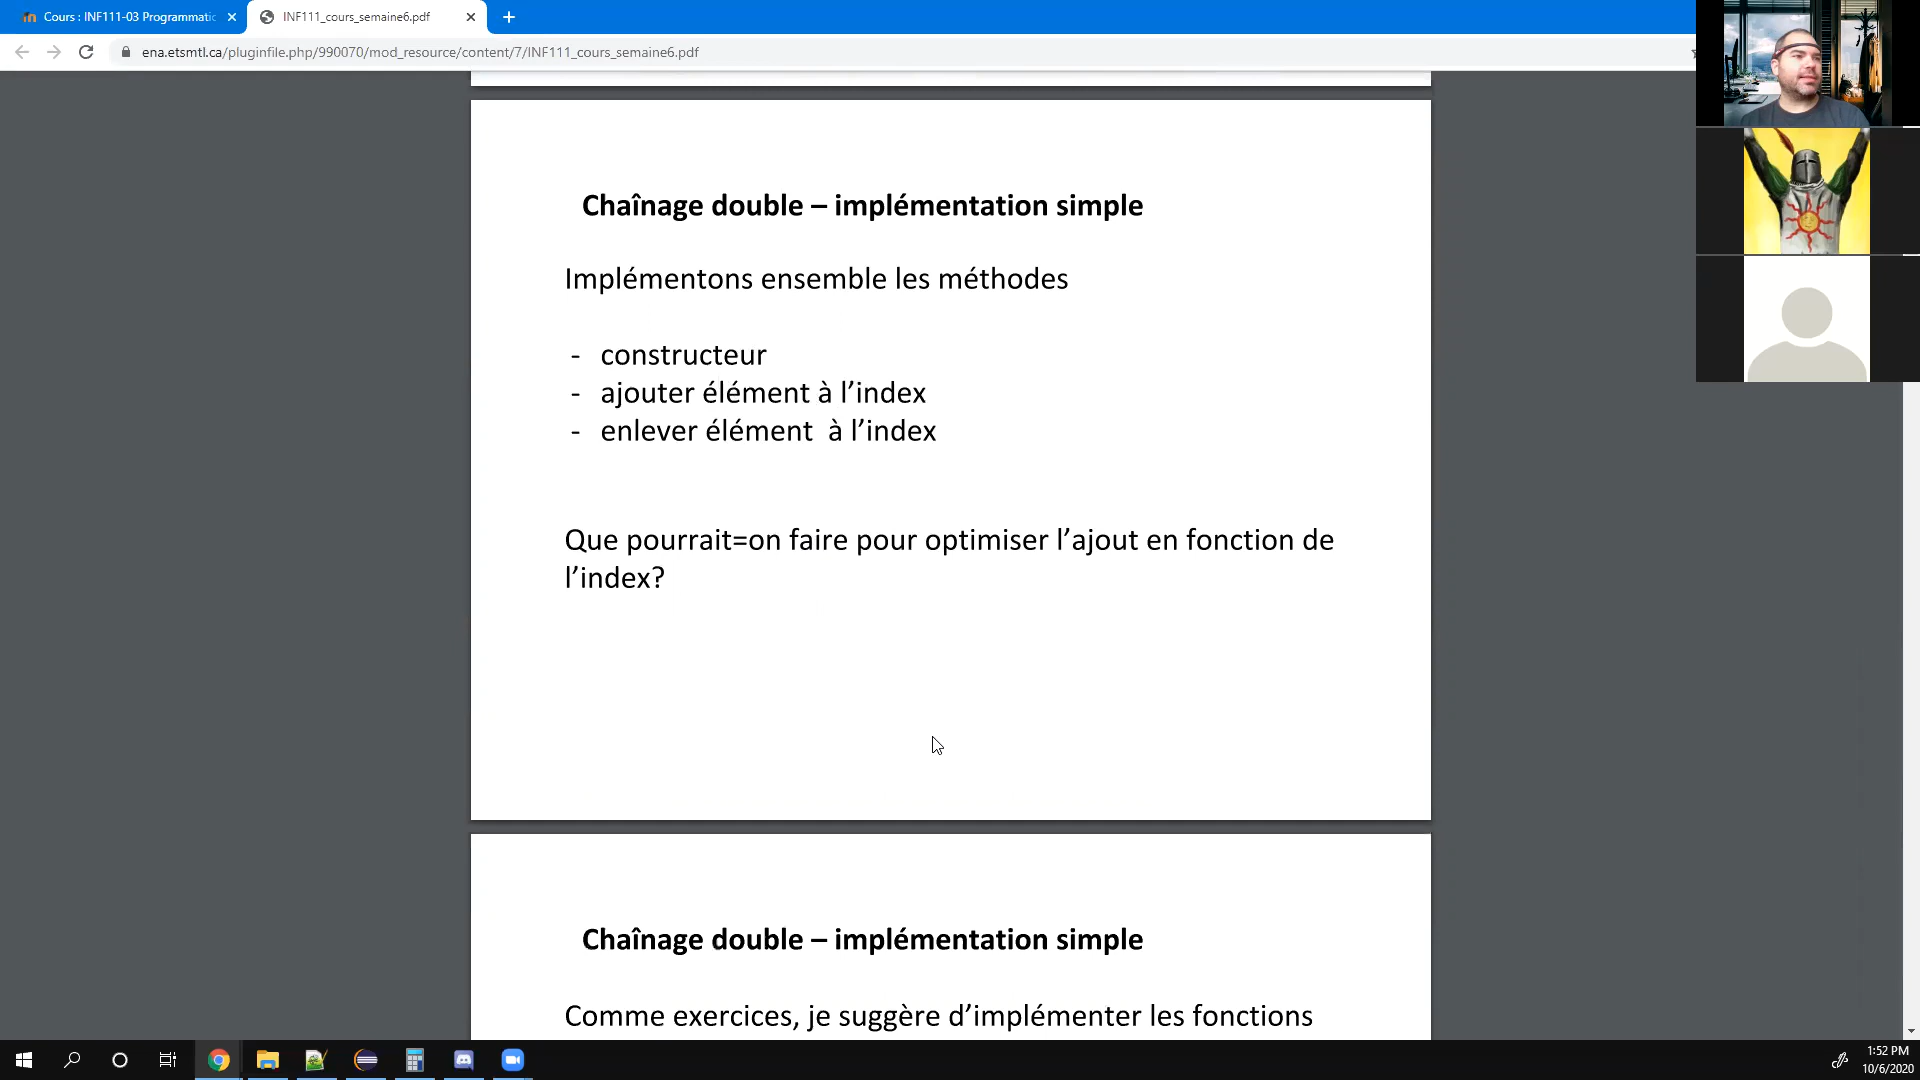 Cours : INF111-03 Programmatic
INF111_cours_semaine6.pdf
ena.etsmtl.ca/pluginfile.php/990070/mod_resource/content/7/INF111_cours_semaine6.pdf
Chaînage double – implémentation simple
Implémentons ensemble les méthodes
- constructeur
- ajouter élément à l’index
- enlever élément  à l’index
Que pourrait=on faire pour optimiser l’ajout en fonction de
l’index?
Chaînage double – implémentation simple
Comme exercices, je suggère d’implémenter les fonctions
1:52 PM
10/6/2020